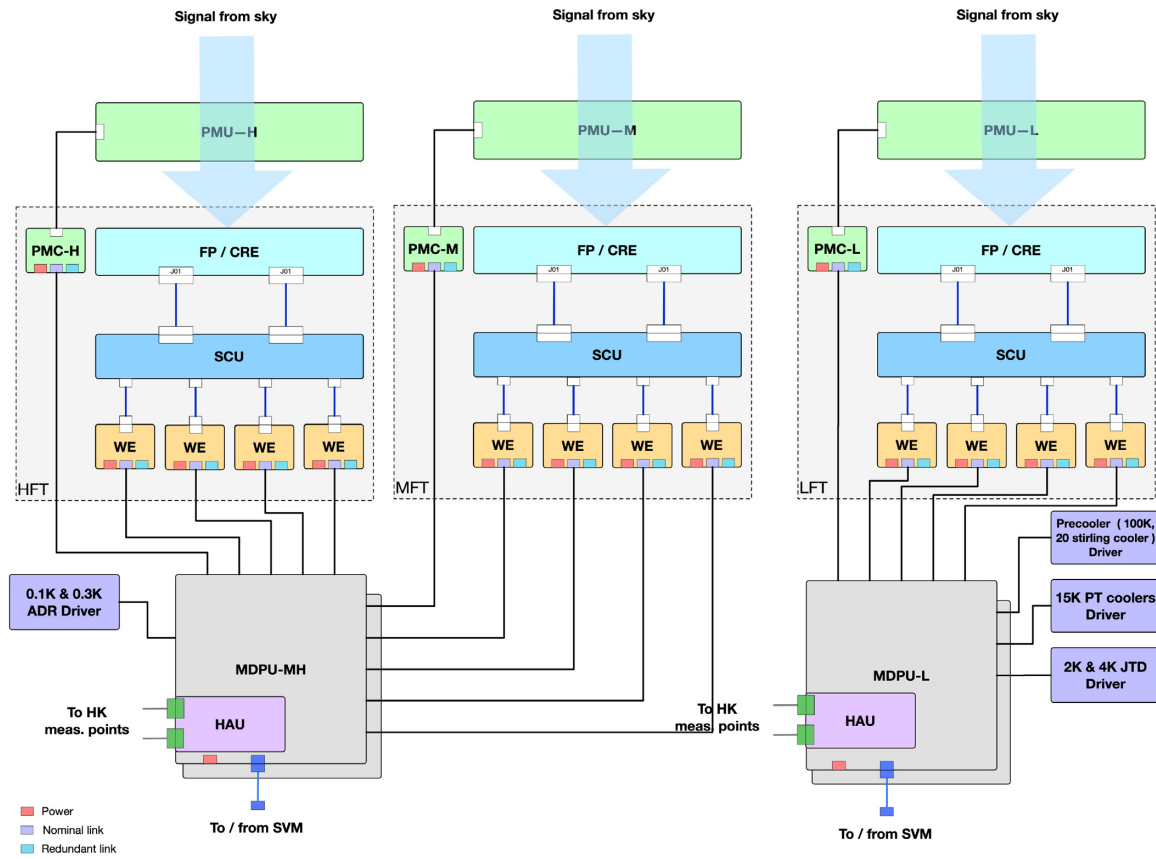 Signal from sky
Signal from sky
Signal from sky
PMU—H
PMU—M
PMU—L
PMC-H
FP / CRE
PMC-M
FP / CRE
PMC-L
FP / CRE
J01
J01
J01
J01
J01
J01
SCU
SCU
SCU
WE
WE
WE
WE
WE
WE
WE
WE
WE
WE
WE
WE
HFT
MFT
LFT
Precooler ( 100K,
20 stirling cooler )
Driver
0.1K & 0.3K
ADR Driver
15K PT coolers
Driver
MDPU-MH
MDPU-L
2K & 4K JTD
Driver
To HK
meas. points
HAU
To HK
meas. points
HAU
Power
Nominal link
Redundant link
To / from SVM
To / from SVM